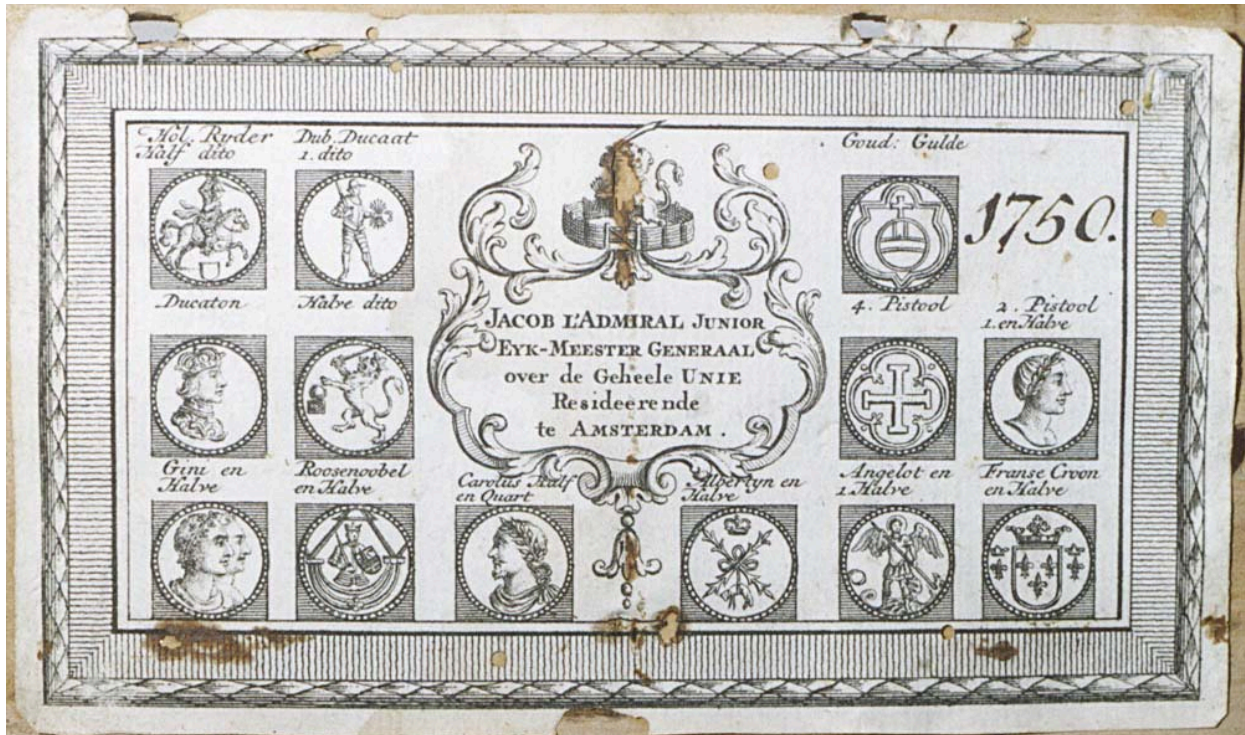 Hol. Ryder
Half dito
Dub. Ducaat
1. dito
Goud: Gulde
1750.
Ducaton
Halve dito
4. Pistool
2. Pistool
1. en Halve
JACOB L'ADMIRAL JUNIOR
EYK-MEESTER GENERAAL
over de Geheele UNIE
Resideerende
te AMSTERDAM.
Gini en
Halve
Roosenoobel
en Halve
Carolus Half
en Quart
Albertyn en
Halve
Angelot en
1. Halve
Franse Croon
en Halve